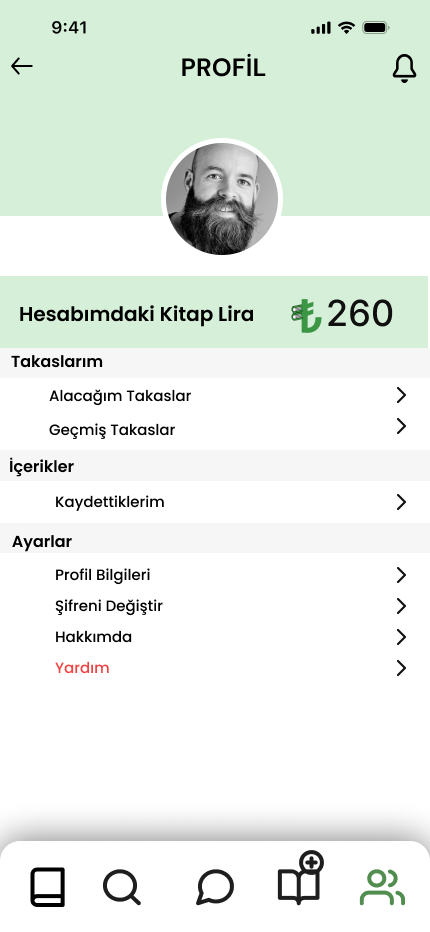 9:41
PROFİL
Hesabımdaki Kitap Lira ₺ 260
Takaslarım
Alacağım Takaslar
Geçmiş Takaslar
İçerikler
Kaydettiklerim
Ayarlar
Profil Bilgileri
Şifreni Değiştir
Hakkımda
Yardım